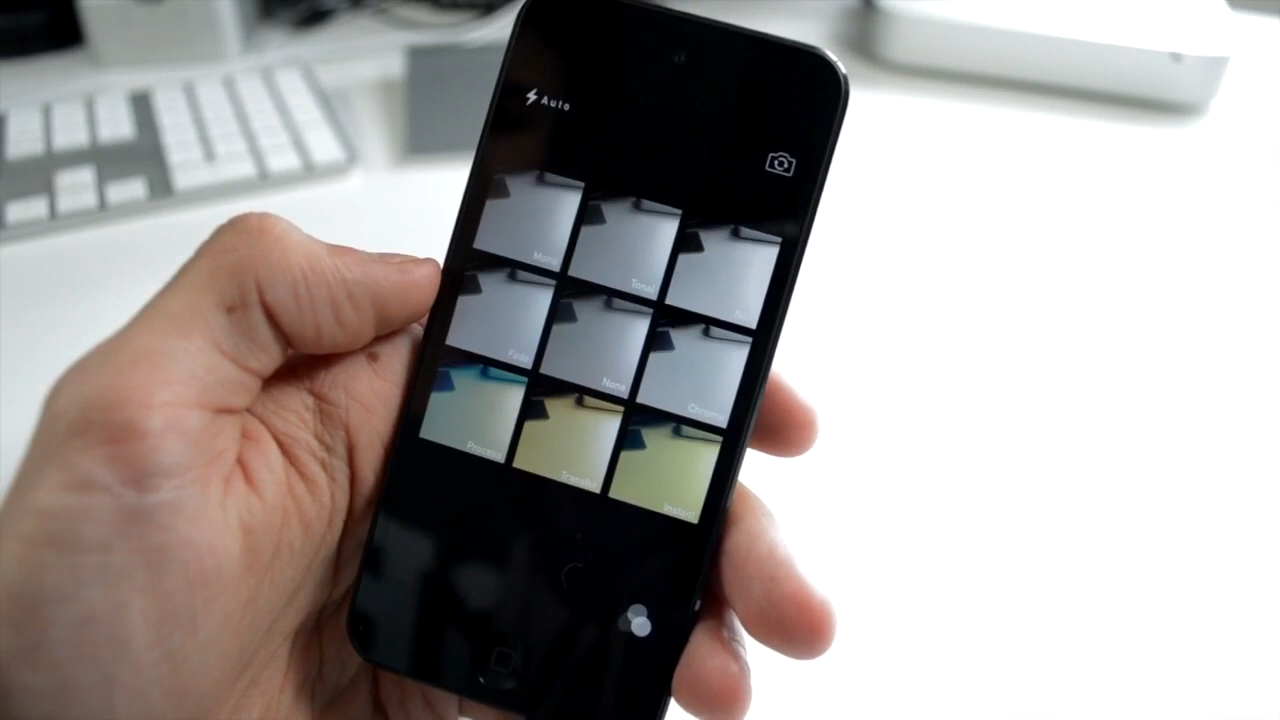 Auto
Mono
Tonal
Fade
None
Chrome
Process
Transfer
Instant